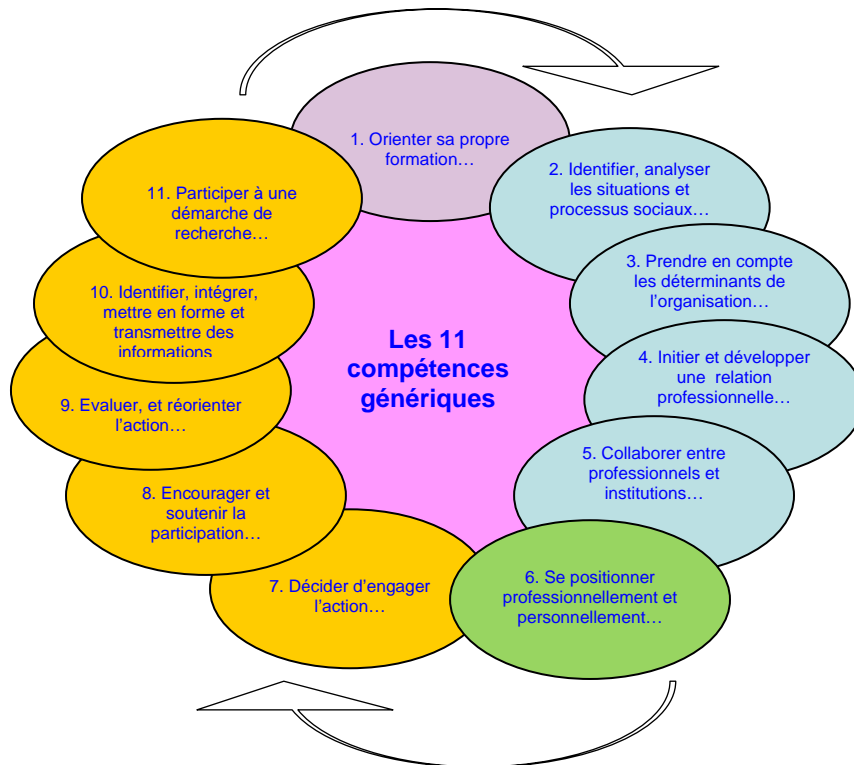 1. Orienter sa propre
formation…
2. Identifier, analyser
les situations et
processus sociaux…
3. Prendre en compte
les déterminants de
l'organisation…
4. Initier et développer
une relation
professionnelle…
5. Collaborer entre
professionnels et
institutions…
6. Se positionner
professionnellement et
personnellement…
7. Décider d'engager
l'action…
8. Encourager et
soutenir la
participation…
9. Evaluer, et réorienter
l'action…
10. Identifier, intégrer,
mettre en forme et
transmettre des
informations
11. Participer à une
démarche de
recherche…
Les 11
compétences
génériques